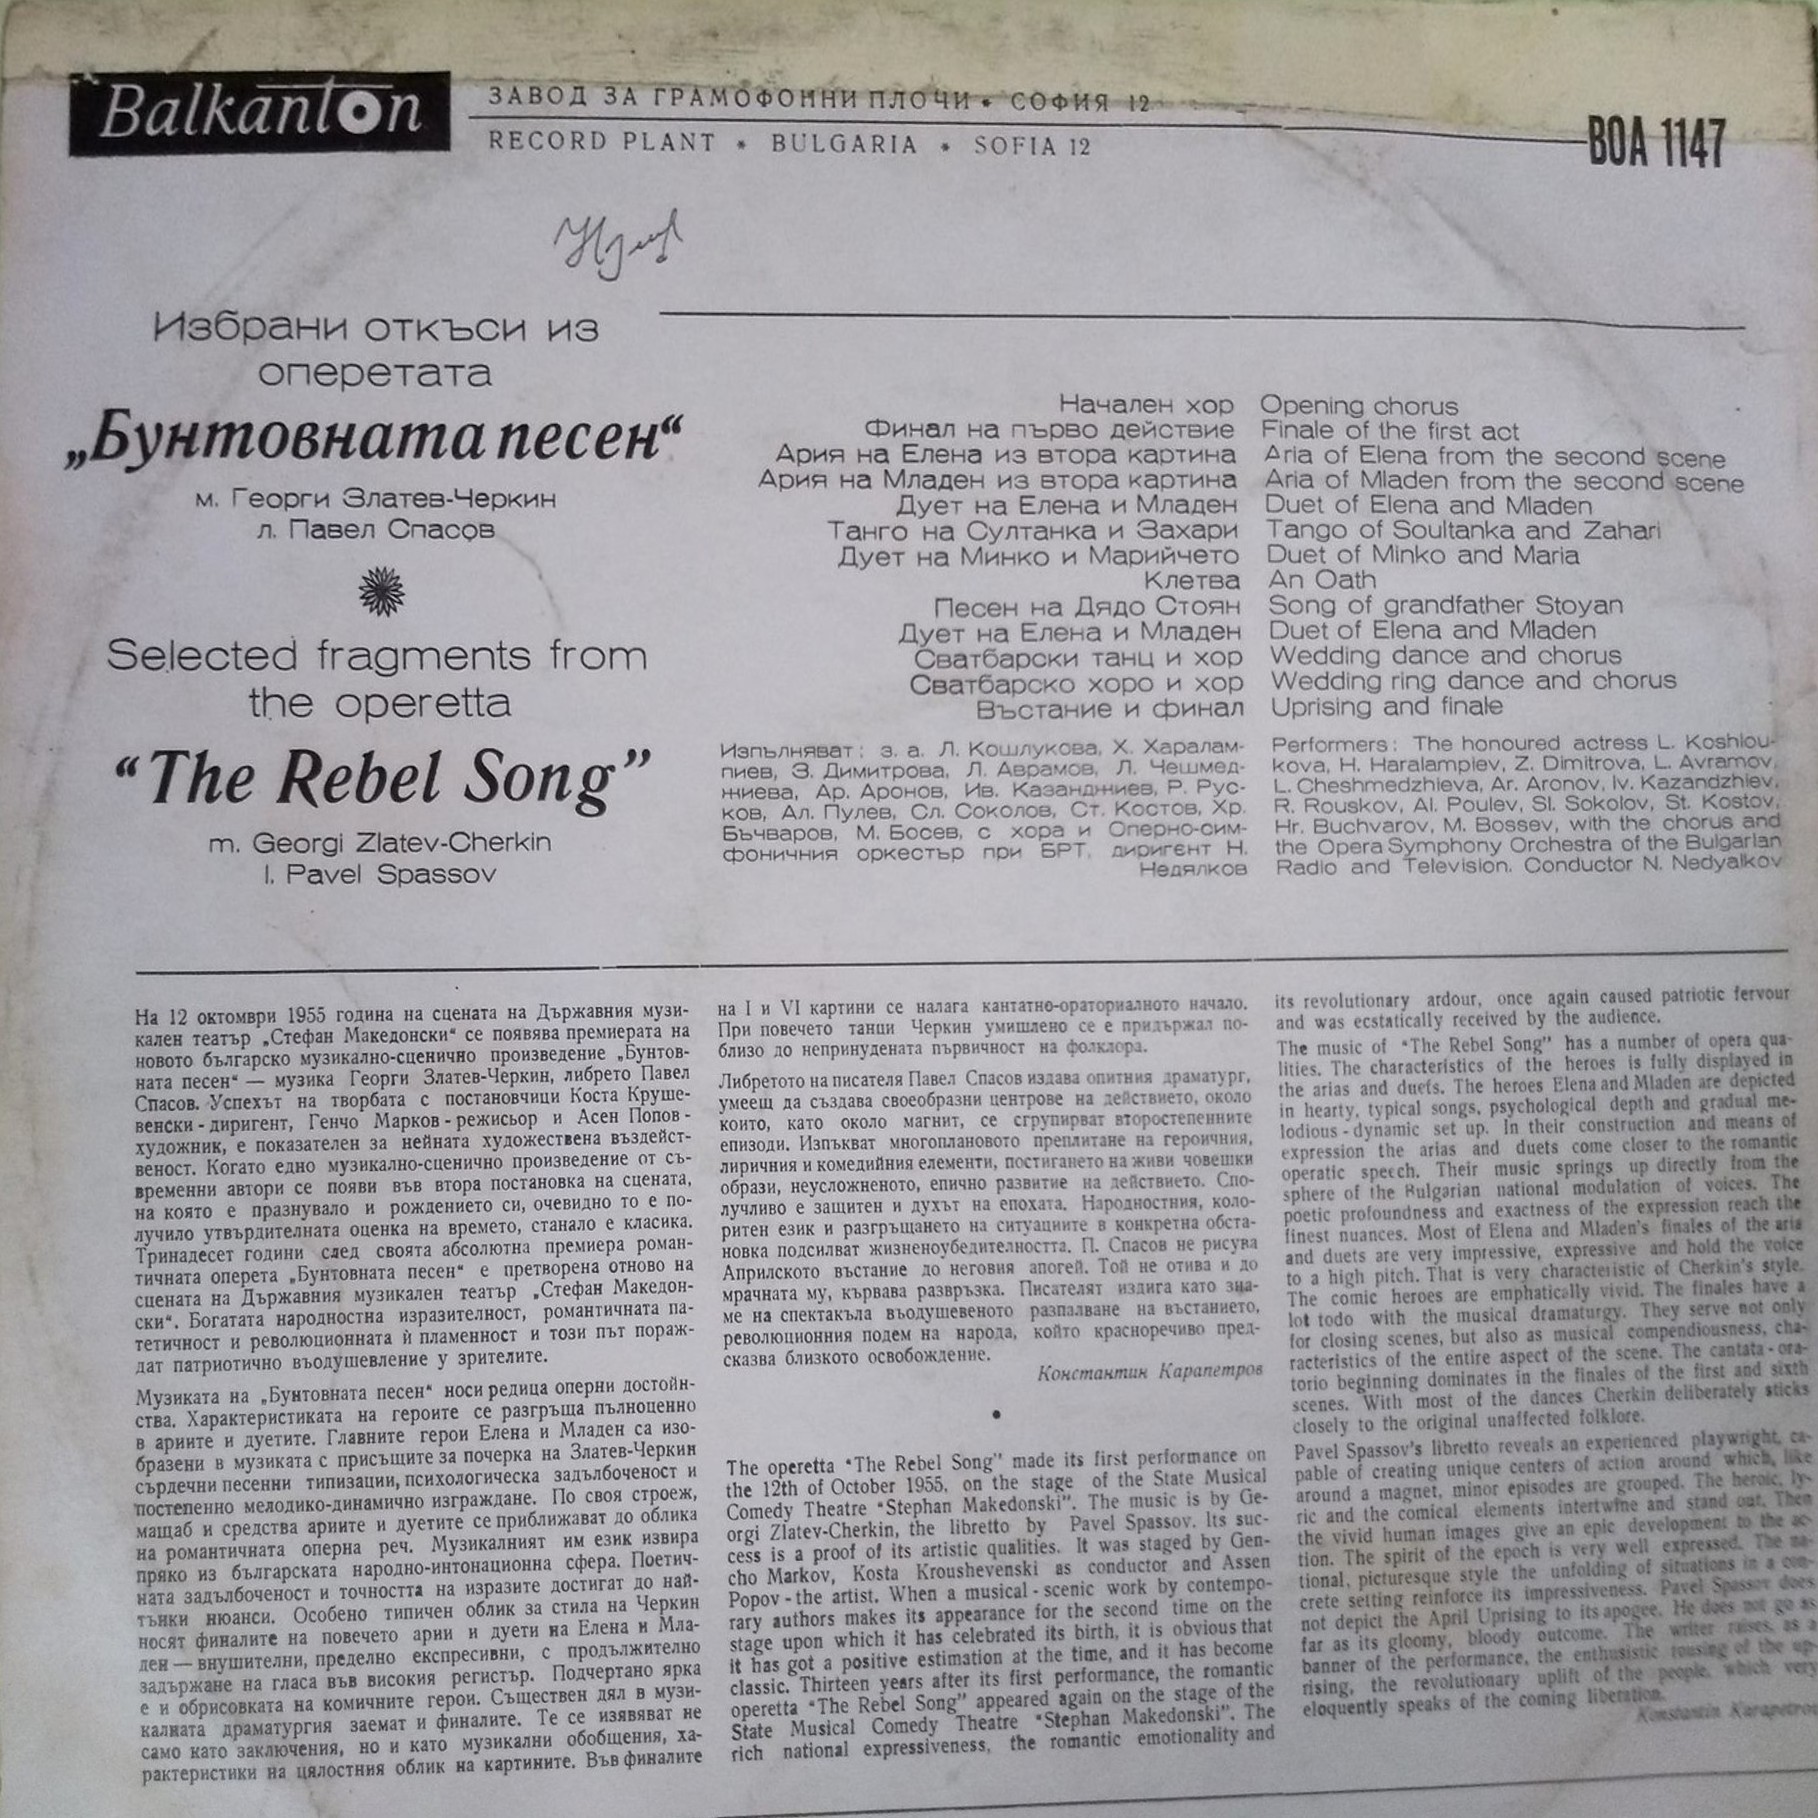 Balkanton
ЗАВОД ЗА ГРАМОФОННИ ПЛОЧИ * СОФИЯ 12
RECORD PLANT * BULGARIA * SOFIA 12
ВОА 1147
Избрани откъси из
оперетата
„Бунтовната песен“
м. Георги Златев-Черкин
л. Павел Спасов
Selected fragments from
the operetta
“The Rebel Song”
m. Georgi Zlatev-Cherkin
l. Pavel Spassov
Начален хор Opening chorus
Финал на първо действие Finale of the first act
Ария на Елена из втора картина Aria of Elena from the second scene
Ария на Младен из втора картина Aria of Mladen from the second scene
Дует на Елена и Младен Duet of Elena and Mladen
Танго на Султанка и Захари Tango of Soultanka and Zahari
Дует на Минко и Марийчето Duet of Minko and Maria
Клетва An Oath
Песен на Дядо Стоян Song of grandfather Stoyan
Дует на Елена и Младен Duet of Elena and Mladen
Сватбарски танц и хор Wedding dance and chorus
Сватбарско хоро и хор Wedding ring dance and chorus
Въстание и финал Uprising and finale
Изпълняват: з. а. Л. Кошлукова, Х. Харалам-
пиев, З. Димитрова, Л. Аврамов, Л. Чешмед-
жиева, Ар. Аронов, Ив. Казанджиев, Р. Рус-
ков, Ал. Пулев, Сл. Соколов, Ст. Костов, Хр.
Бъчваров, М. Босев, с хора и Оперно-сим-
фоничния оркестър при БРТ, диригент Н.
Недялков
Performers: The honoured actress L. Koshlou-
kova, H. Haralampiev, Z. Dimitrova, L. Avramov,
L. Cheshmedzhieva, Ar. Aronov, Iv. Kazandzhiev,
R. Rouskov, Al. Poulev, Sl. Sokolov, St. Kostov,
Hr. Buchvarov, M. Bossev, with the chorus and
the Opera Symphony Orchestra of the Bulgarian
Radio and Television. Conductor N. Nedyalkov
На 12 октомври 1955 година на сцената на Държавния музи-
кален театър „Стефан Македонски“ се появява премиерата на
новото българско музикално-сценично произведение „Бунтов-
ната песен“ — музика Георги Златев-Черкин, либрето Павел
Спасов. Успехът на творбата с постановчици Коста Круше-
венски - диригент, Генчо Марков - режисьор и Асен Попов -
художник, е показателен за нейната художествена въздейст-
веност. Когато едно музикално-сценично произведение от съ-
временни автори се появи във втора постановка на сцената,
на която е празнувало и рождението си, очевидно то е по-
лучило утвърдителната оценка на времето, станало е класика.
Тринадесет години след своята абсолютна премиера роман-
тичната оперета „Бунтовната песен“ е претворена отново на
сцената на Държавния музикален театър „Стефан Македон-
ски“. Богатата народностна изразителност, романтичната па-
тетичност и революционната ѝ пламенност и този път пораж-
дат патриотично въодушевление у зрителите.
Музиката на „Бунтовната песен“ носи редица оперни достойн-
ства. Характеристиката на героите се разгръща пълноценно
в ариите и дуетите. Главните герои Елена и Младен са изо-
бразени в музиката с присъщите за почерка на Златев-Черкин
сърдечни песенни типизации, психологическа задълбоченост и
постепенно мелодико-динамично изграждане. По своя строеж,
мащаб и средства ариите и дуетите се приближават до облика
на романтичната оперна реч. Музикалният им език извира
пряко из българската народно-интонационна сфера. Поетич-
ната задълбоченост и точността на изразите достигат до най-
тънки нюанси. Особено типичен облик за стила на Черкин
носят финалите на повечето арии и дуети на Елена и Мла-
ден — внушителни, пределно експресивни, с продължително
задържане на гласа във високия регистър. Подчертано ярка
е и обрисовката на комичните герои. Съществен дял в музи-
калната драматургия заемат и финалите. Те се изявяват не
само като заключения, но и като музикални обобщения, ха-
рактеристики на цялостния облик на картините. Във финалите
на I и VI картини се налага кантатно-ораториалното начало.
При повечето танци Черкин умишлено се е придържал по-
близо до непринудената първичност на фолклора.
Либретото на писателя Павел Спасов издава опитния драматург,
умеещ да създава своеобразни центрове на действието, около
които, като около магнит, се сгрупирват второстепенните
епизоди. Изпъкват многоплановото преплитане на героичния,
лиричния и комедийния елементи, постигането на живи човешки
образи, неусложненото, епично развитие на действието. Спо-
лучливо е защитен и духът на епохата. Народностния, коло-
ритен език и разгръщането на ситуациите в конкретна обста-
новка подсилват жизненоубедителността. П. Спасов не рисува
Априлското въстание до неговия апогей. Той не отива и до
мрачната му, кървава развръзка. Писателят издига като зна-
ме на спектакъла въодушевеното разпалване на въстанието,
революционния подем на народа, който красноречиво пред-
сказва близкото освобождение.
Константин Карапетров
The operetta “The Rebel Song” made its first performance on
the 12th of October 1955, on the stage of the State Musical
Comedy Theatre “Stephan Makedonski”. The music is by Ge-
orgi Zlatev-Cherkin, the libretto by Pavel Spassov. Its suc-
cess is a proof of its artistic qualities. It was staged by Gen-
cho Markov, Kosta Kroushevenski as conductor and Assen
Popov - the artist. When a musical - scenic work by contempo-
rary authors makes its appearance for the second time on the
stage upon which it has celebrated its birth, it is obvious that
it has got a positive estimation at the time, and it has become
classic. Thirteen years after its first performance, the romantic
operetta “The Rebel Song” appeared again on the stage of the
State Musical Comedy Theatre “Stephan Makedonski”. The
rich national expressiveness, the romantic emotionality and
its revolutionary ardour, once again caused patriotic fervour
and was ecstatically received by the audience.
The music of “The Rebel Song” has a number of opera qua-
lities. The characteristics of the heroes is fully displayed in
the arias and duets. The heroes Elena and Mladen are depicted
in hearty, typical songs, psychological depth and gradual me-
lodious - dynamic set up. In their construction and means of
expression the arias and duets come closer to the romantic
operatic speech. Their music springs up directly from the
sphere of the Bulgarian national modulation of voices. The
poetic profoundness and exactness of the expression reach the
finest nuances. Most of Elena and Mladen's finales of the aria
and duets are very impressive, expressive and hold the voice
to a high pitch. That is very characteristic of Cherkin's style.
The comic heroes are emphatically vivid. The finales have a
lot todo with the musical dramaturgy. They serve not only
for closing scenes, but also as musical compendiousness, cha-
racteristics of the entire aspect of the scene. The cantata - ora-
torio beginning dominates in the finales of the first and sixth
scenes. With most of the dances Cherkin deliberately sticks
closely to the original unaffected folklore.
Pavel Spassov's libretto reveals an experienced playwright, ca-
pable of creating unique centers of action around which, like
around a magnet, minor episodes are grouped. The heroic, ly-
ric and the comical elements intertwine and stand out. Then
the vivid human images give an epic development to the ac-
tion. The spirit of the epoch is very well expressed. The na-
tional, picturesque style the unfolding of situations in a con-
crete setting reinforce its impressiveness. Pavel Spassov does
not depict the April Uprising to its apogee. He does not go as
far as its gloomy, bloody outcome. The writer raises, as a
banner of the performance, the enthusistic rousing of the up-
rising, the revolutionary uplift of the people, which very
eloquently speaks of the coming liberation.
Konstantin Karapetrov